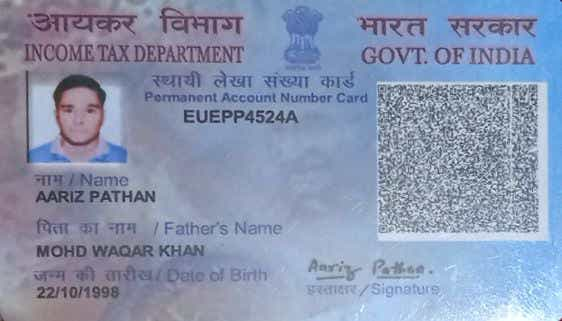 आयकर विभाग
INCOME TAX DEPARTMENT
भारत सरकार
GOVT. OF INDIA
स्थायी लेखा संख्या कार्ड
Permanent Account Number Card
EUEPP4524A
नाम / Name
AARIZ PATHAN
पिता का नाम / Father's Name
MOHD WAQAR KHAN
जन्म की तारीख / Date of Birth
22/10/1998
Aariz Pathan.
हस्ताक्षर / Signature